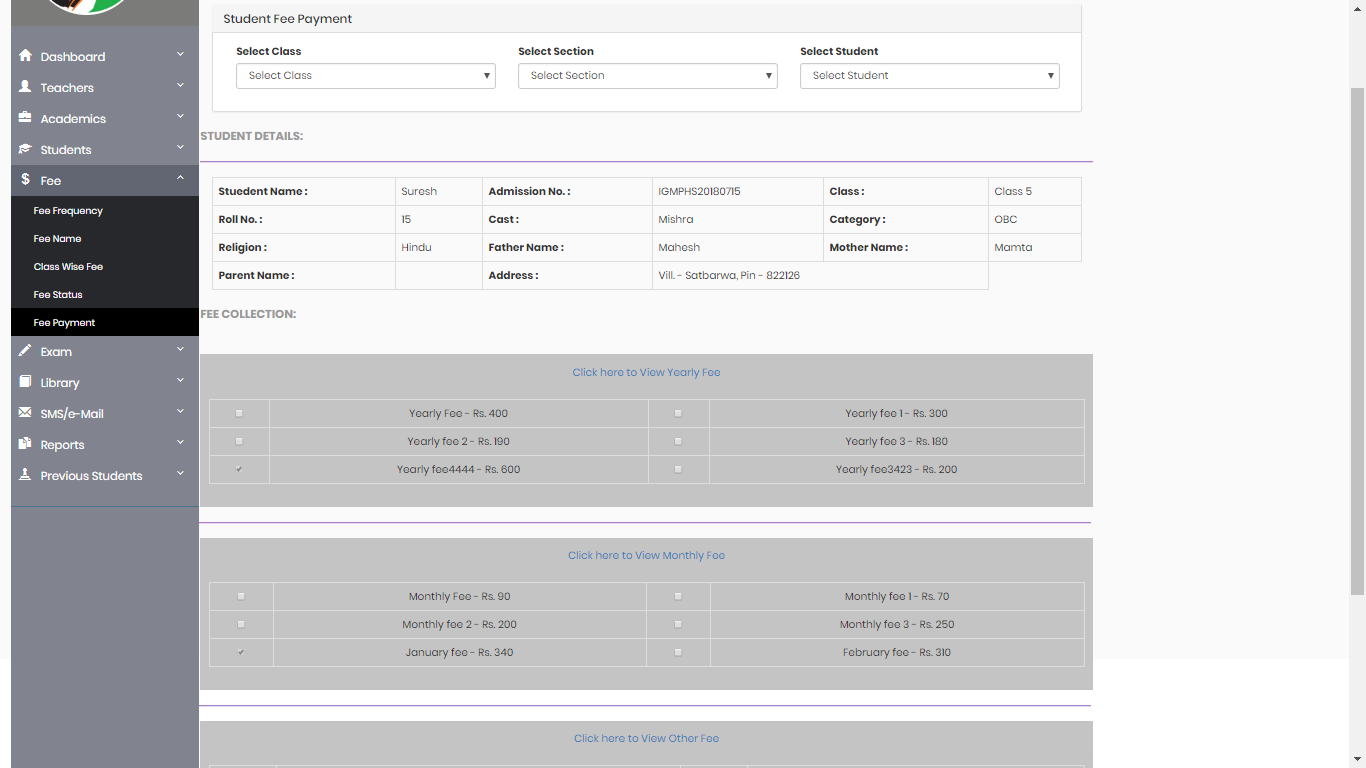 Student Fee Payment
Select Class Select Section Select Student
Select Class Select Section Select Student
Dashboard
Teachers
Academics
Students
Fee
Fee Frequency
Fee Name
Class Wise Fee
Fee Status
Fee Payment
Exam
Library
SMS/e-Mail
Reports
Previous Students
STUDENT DETAILS:
Stuedent Name : Suresh Admission No. : IGMPHS20180715 Class : Class 5
Roll No. : 15 Cast : Mishra Category : OBC
Religion : Hindu Father Name : Mahesh Mother Name : Mamta
Parent Name : Address : Vill. - Satbarwa, Pin - 822126
FEE COLLECTION:
Click here to View Yearly Fee
Yearly Fee - Rs. 400 Yearly fee 1 - Rs. 300
Yearly fee 2 - Rs. 190 Yearly fee 3 - Rs. 180
Yearly fee4444 - Rs. 600 Yearly fee3423 - Rs. 200
Click here to View Monthly Fee
Monthly Fee - Rs. 90 Monthly fee 1 - Rs. 70
Monthly fee 2 - Rs. 200 Monthly fee 3 - Rs. 250
January fee - Rs. 340 February fee - Rs. 310
Click here to View Other Fee